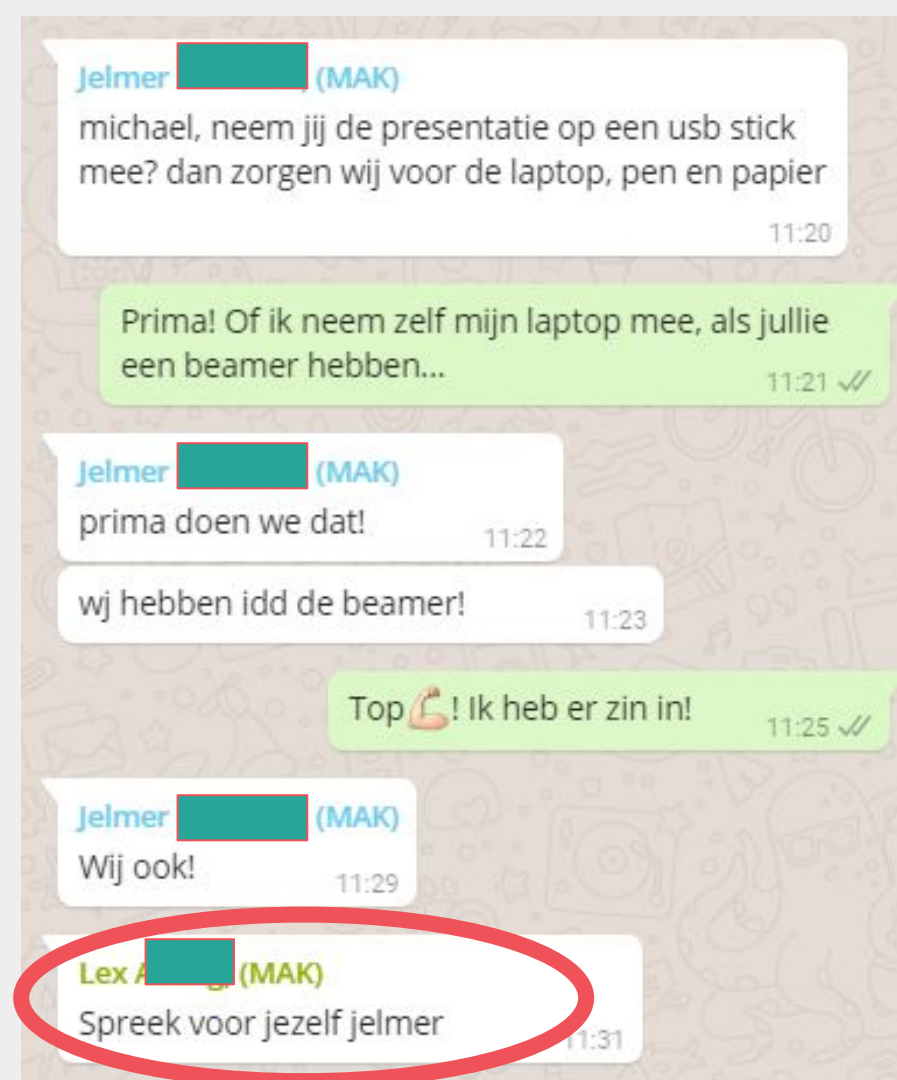 Jelmer (MAK)
michael, neem jij de presentatie op een usb stick
mee? dan zorgen wij voor de laptop, pen en papier
11:20
Prima! Of ik neem zelf mijn laptop mee, als jullie
een beamer hebben...
11:21
Jelmer (MAK)
prima doen we dat!
11:22
wj hebben idd de beamer!
11:23
Top💪! Ik heb er zin in!
11:25
Jelmer (MAK)
Wij ook!
11:29
Lex (MAK)
Spreek voor jezelf jelmer
11:31